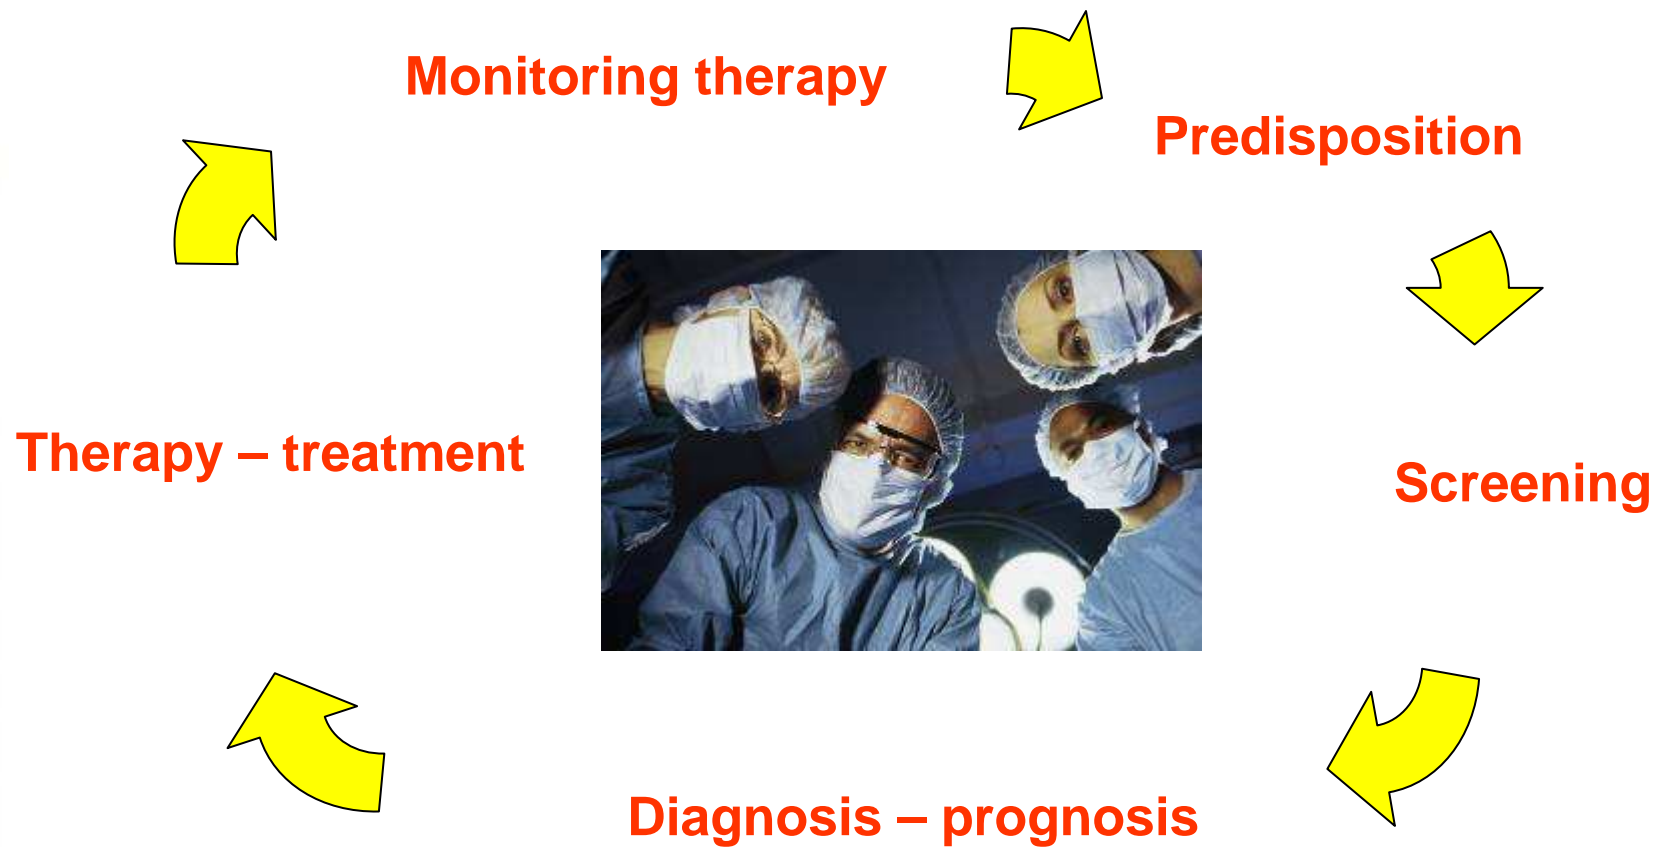 Monitoring therapy
Predisposition
Screening
Diagnosis – prognosis
Therapy – treatment